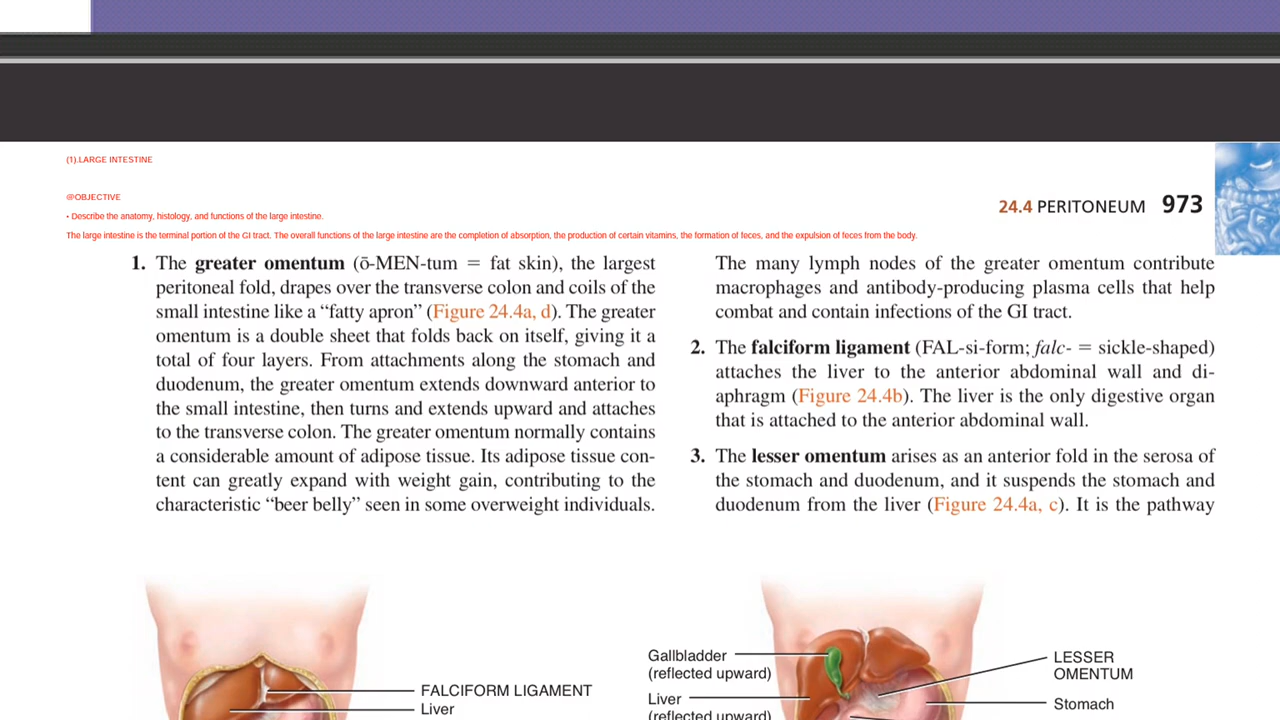 (1).LARGE INTESTINE
@OBJECTIVE
• Describe the anatomy, histology, and functions of the large intestine.
The large intestine is the terminal portion of the GI tract. The overall functions of the large intestine are the completion of absorption, the production of certain vitamins, the formation of feces, and the expulsion of feces from the body.
24.4 PERITONEUM 973
1. The greater omentum (ō-MEN-tum = fat skin), the largest
peritoneal fold, drapes over the transverse colon and coils of the
small intestine like a “fatty apron” (Figure 24.4a, d). The greater
omentum is a double sheet that folds back on itself, giving it a
total of four layers. From attachments along the stomach and
duodenum, the greater omentum extends downward anterior to
the small intestine, then turns and extends upward and attaches
to the transverse colon. The greater omentum normally contains
a considerable amount of adipose tissue. Its adipose tissue con-
tent can greatly expand with weight gain, contributing to the
characteristic “beer belly” seen in some overweight individuals.
The many lymph nodes of the greater omentum contribute
macrophages and antibody-producing plasma cells that help
combat and contain infections of the GI tract.
2. The falciform ligament (FAL-si-form; falc- = sickle-shaped)
attaches the liver to the anterior abdominal wall and di-
aphragm (Figure 24.4b). The liver is the only digestive organ
that is attached to the anterior abdominal wall.
3. The lesser omentum arises as an anterior fold in the serosa of
the stomach and duodenum, and it suspends the stomach and
duodenum from the liver (Figure 24.4a, c). It is the pathway
FALCIFORM LIGAMENT
Liver
Gallbladder
(reflected upward)
Liver
(reflected upward)
LESSER
OMENTUM
Stomach